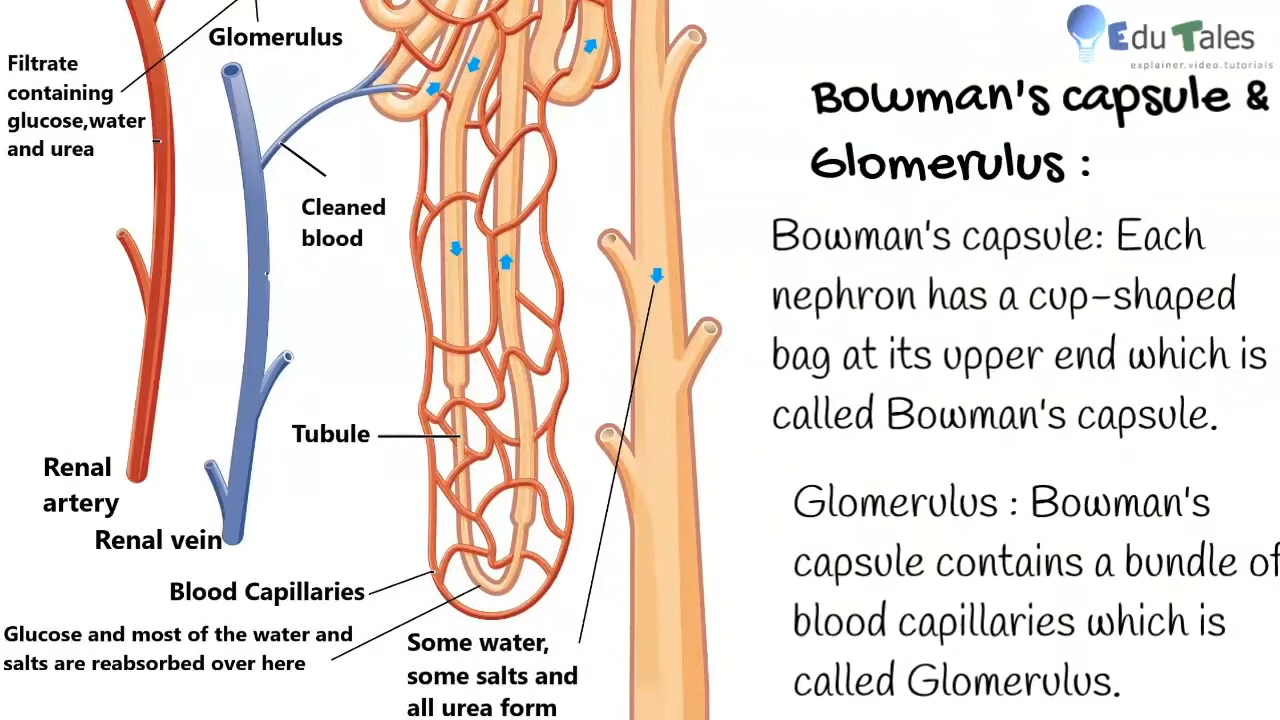 Glomerulus
Filtrate
containing
glucose,water
and urea
Cleaned
blood
Tubule
Renal
artery
Renal vein
Blood Capillaries
Glucose and most of the water and
salts are reabsorbed over here
Some water,
some salts and
all urea form
Edu Tales
explainer.video.tutorials
Bowman's capsule &
Glomerulus :
Bowman's capsule: Each
nephron has a cup-shaped
bag at its upper end which is
called Bowman's capsule.
Glomerulus : Bowman's
capsule contains a bundle of
blood capillaries which is
called Glomerulus.